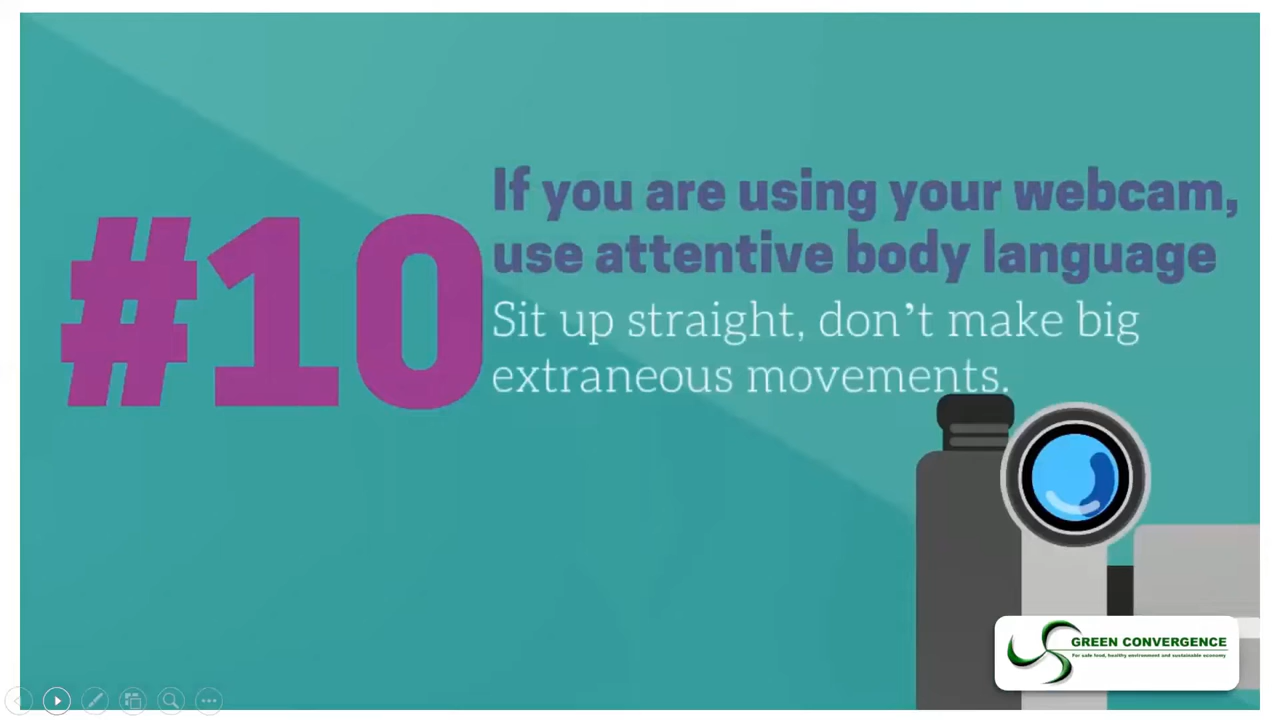 #10
If you are using your webcam,
use attentive body language
Sit up straight, don’t make big
extraneous movements.
GREEN CONVERGENCE
For safe food, healthy environment and sustainable economy